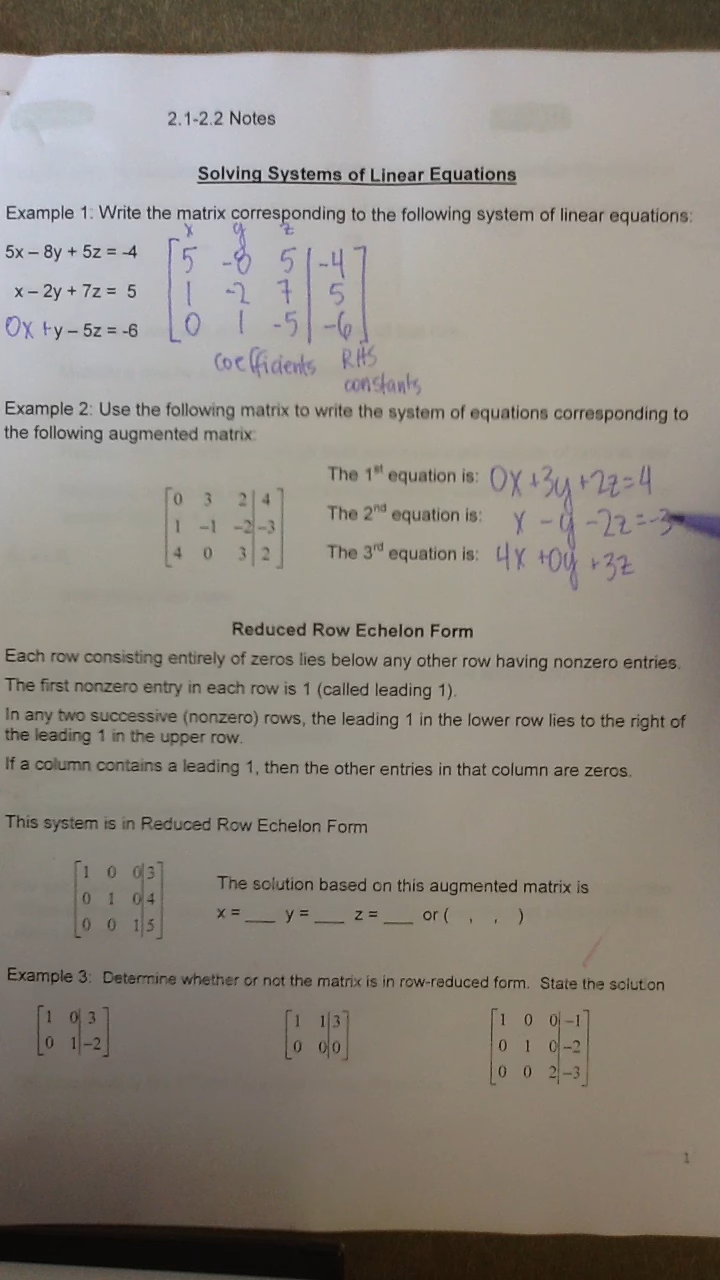 2.1-2.2 Notes
Solving Systems of Linear Equations
Example 1: Write the matrix corresponding to the following system of linear equations:
x y z
5x – 8y + 5z = -4 [5 -8 5 | -4]
x – 2y + 7z = 5 [1 -2 7 | 5]
0x + y – 5z = -6 [0 1 -5 | -6]
coefficients RHS
constants
Example 2: Use the following matrix to write the system of equations corresponding to
the following augmented matrix:
The 1st equation is: 0x+3y+2z=4
[0 3 2 | 4]
The 2nd equation is: x-y-2z=-3
[1 -1 -2 | -3]
The 3rd equation is: 4x+0y+3z
[4 0 3 | 2]
Reduced Row Echelon Form
Each row consisting entirely of zeros lies below any other row having nonzero entries.
The first nonzero entry in each row is 1 (called leading 1).
In any two successive (nonzero) rows, the leading 1 in the lower row lies to the right of
the leading 1 in the upper row.
If a column contains a leading 1, then the other entries in that column are zeros.
This system is in Reduced Row Echelon Form
[1 0 0 | 3]
[0 1 0 | 4]
[0 0 1 | 5]
The solution based on this augmented matrix is
x = ___ y = ___ z = ___ or ( , , )
Example 3: Determine whether or not the matrix is in row-reduced form. State the solution
[1 0 | 3] [1 1 | 3] [1 0 0 | -1]
[0 1 | -2] [0 0 | 0] [0 1 0 | -2]
[0 0 2 | -3]
1